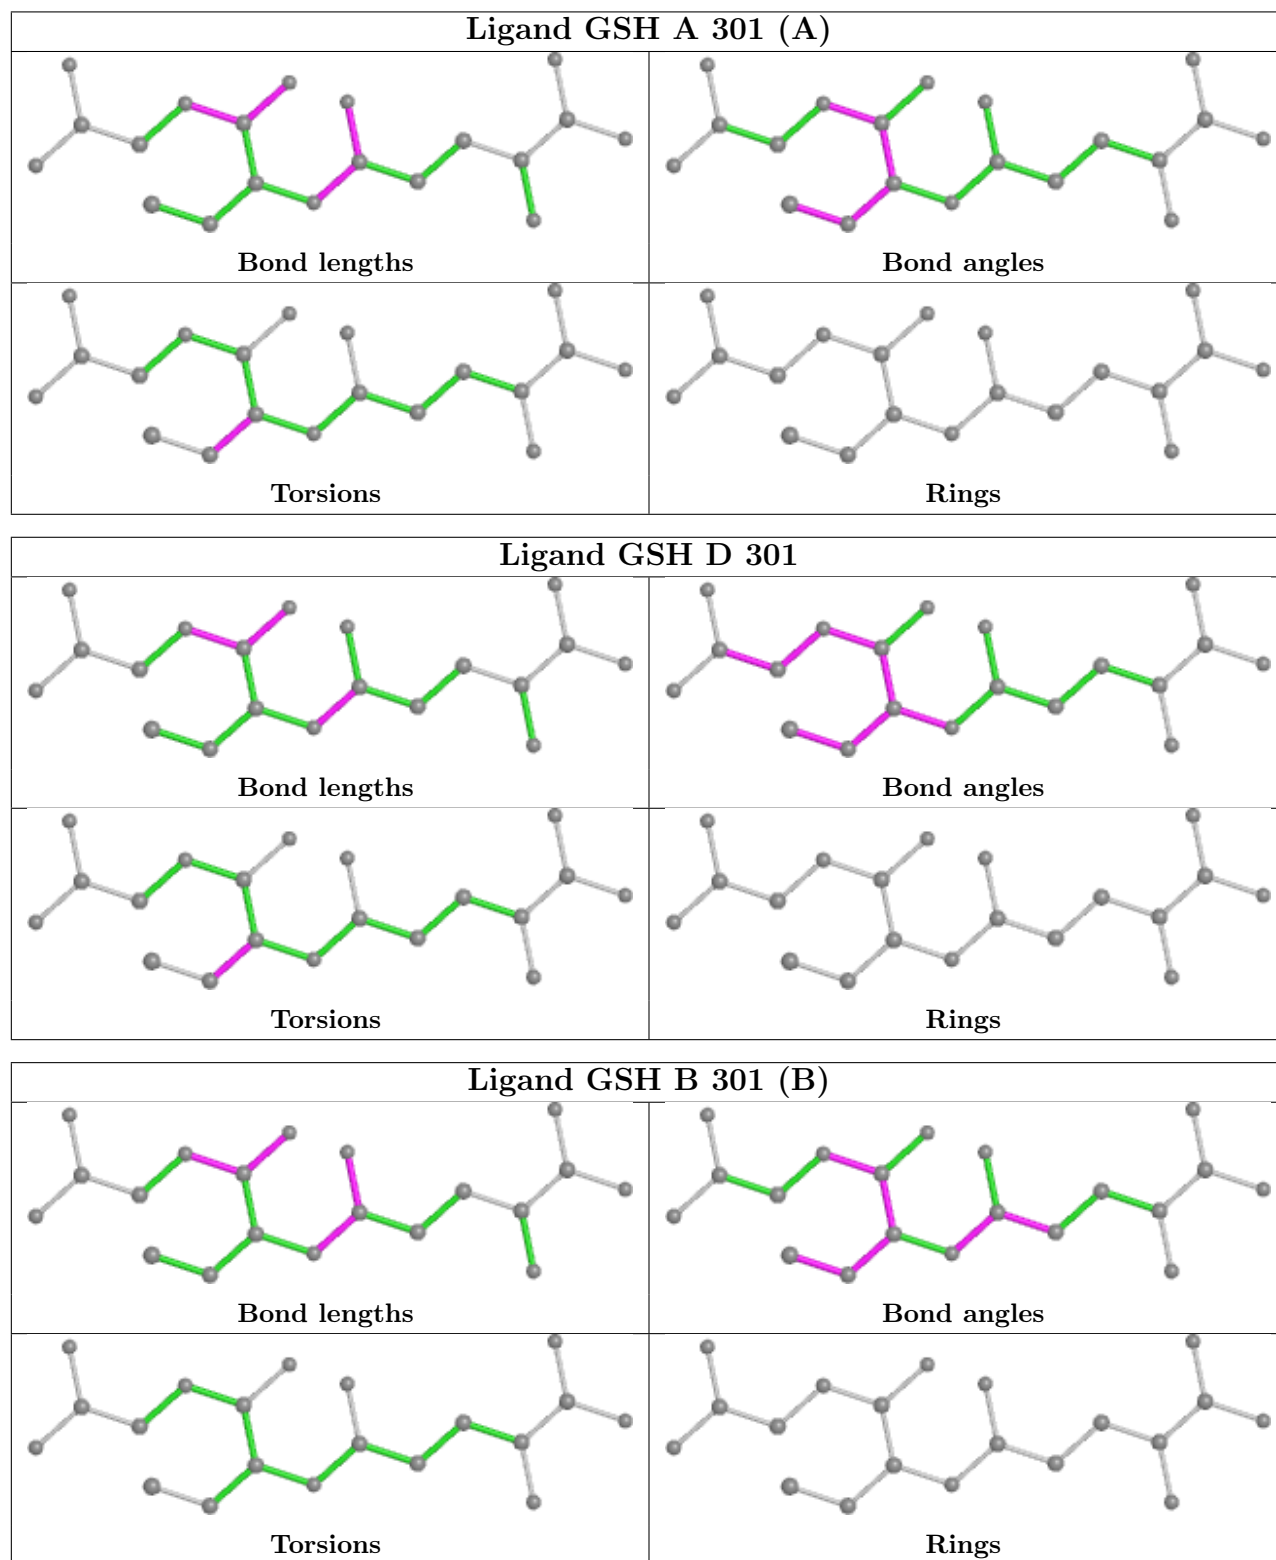 Ligand GSH A 301 (A)
Bond lengths
Bond angles
Torsions
Rings
Ligand GSH D 301
Bond lengths
Bond angles
Torsions
Rings
Ligand GSH B 301 (B)
Bond lengths
Bond angles
Torsions
Rings